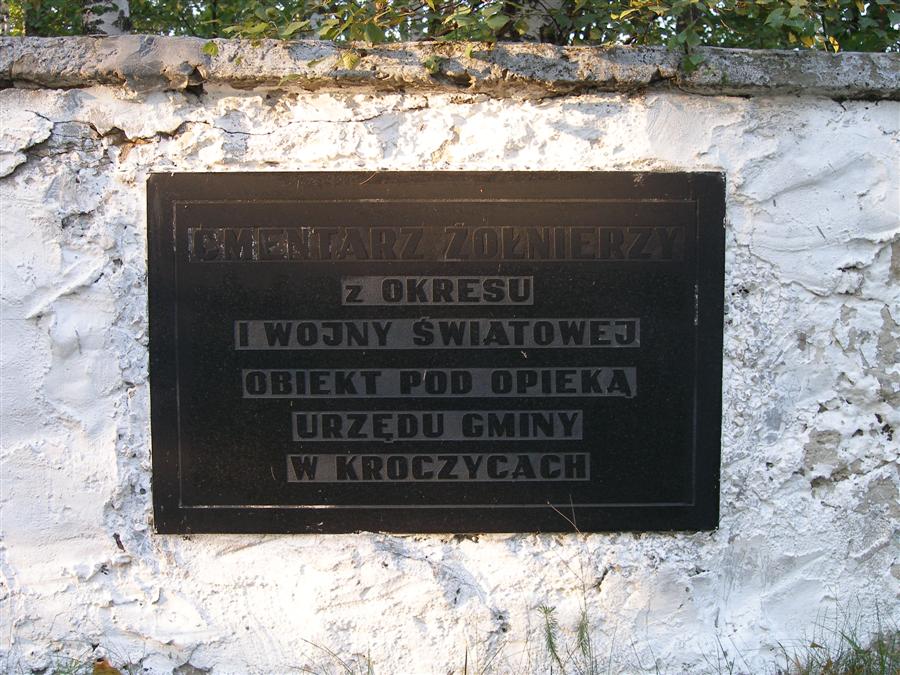 CMENTARZ ŻOŁNIERZY
z OKRESU
I WOJNY ŚWIATOWEJ
OBIEKT POD OPIEKĄ
URZĘDU GMINY
W KROCZYCACH